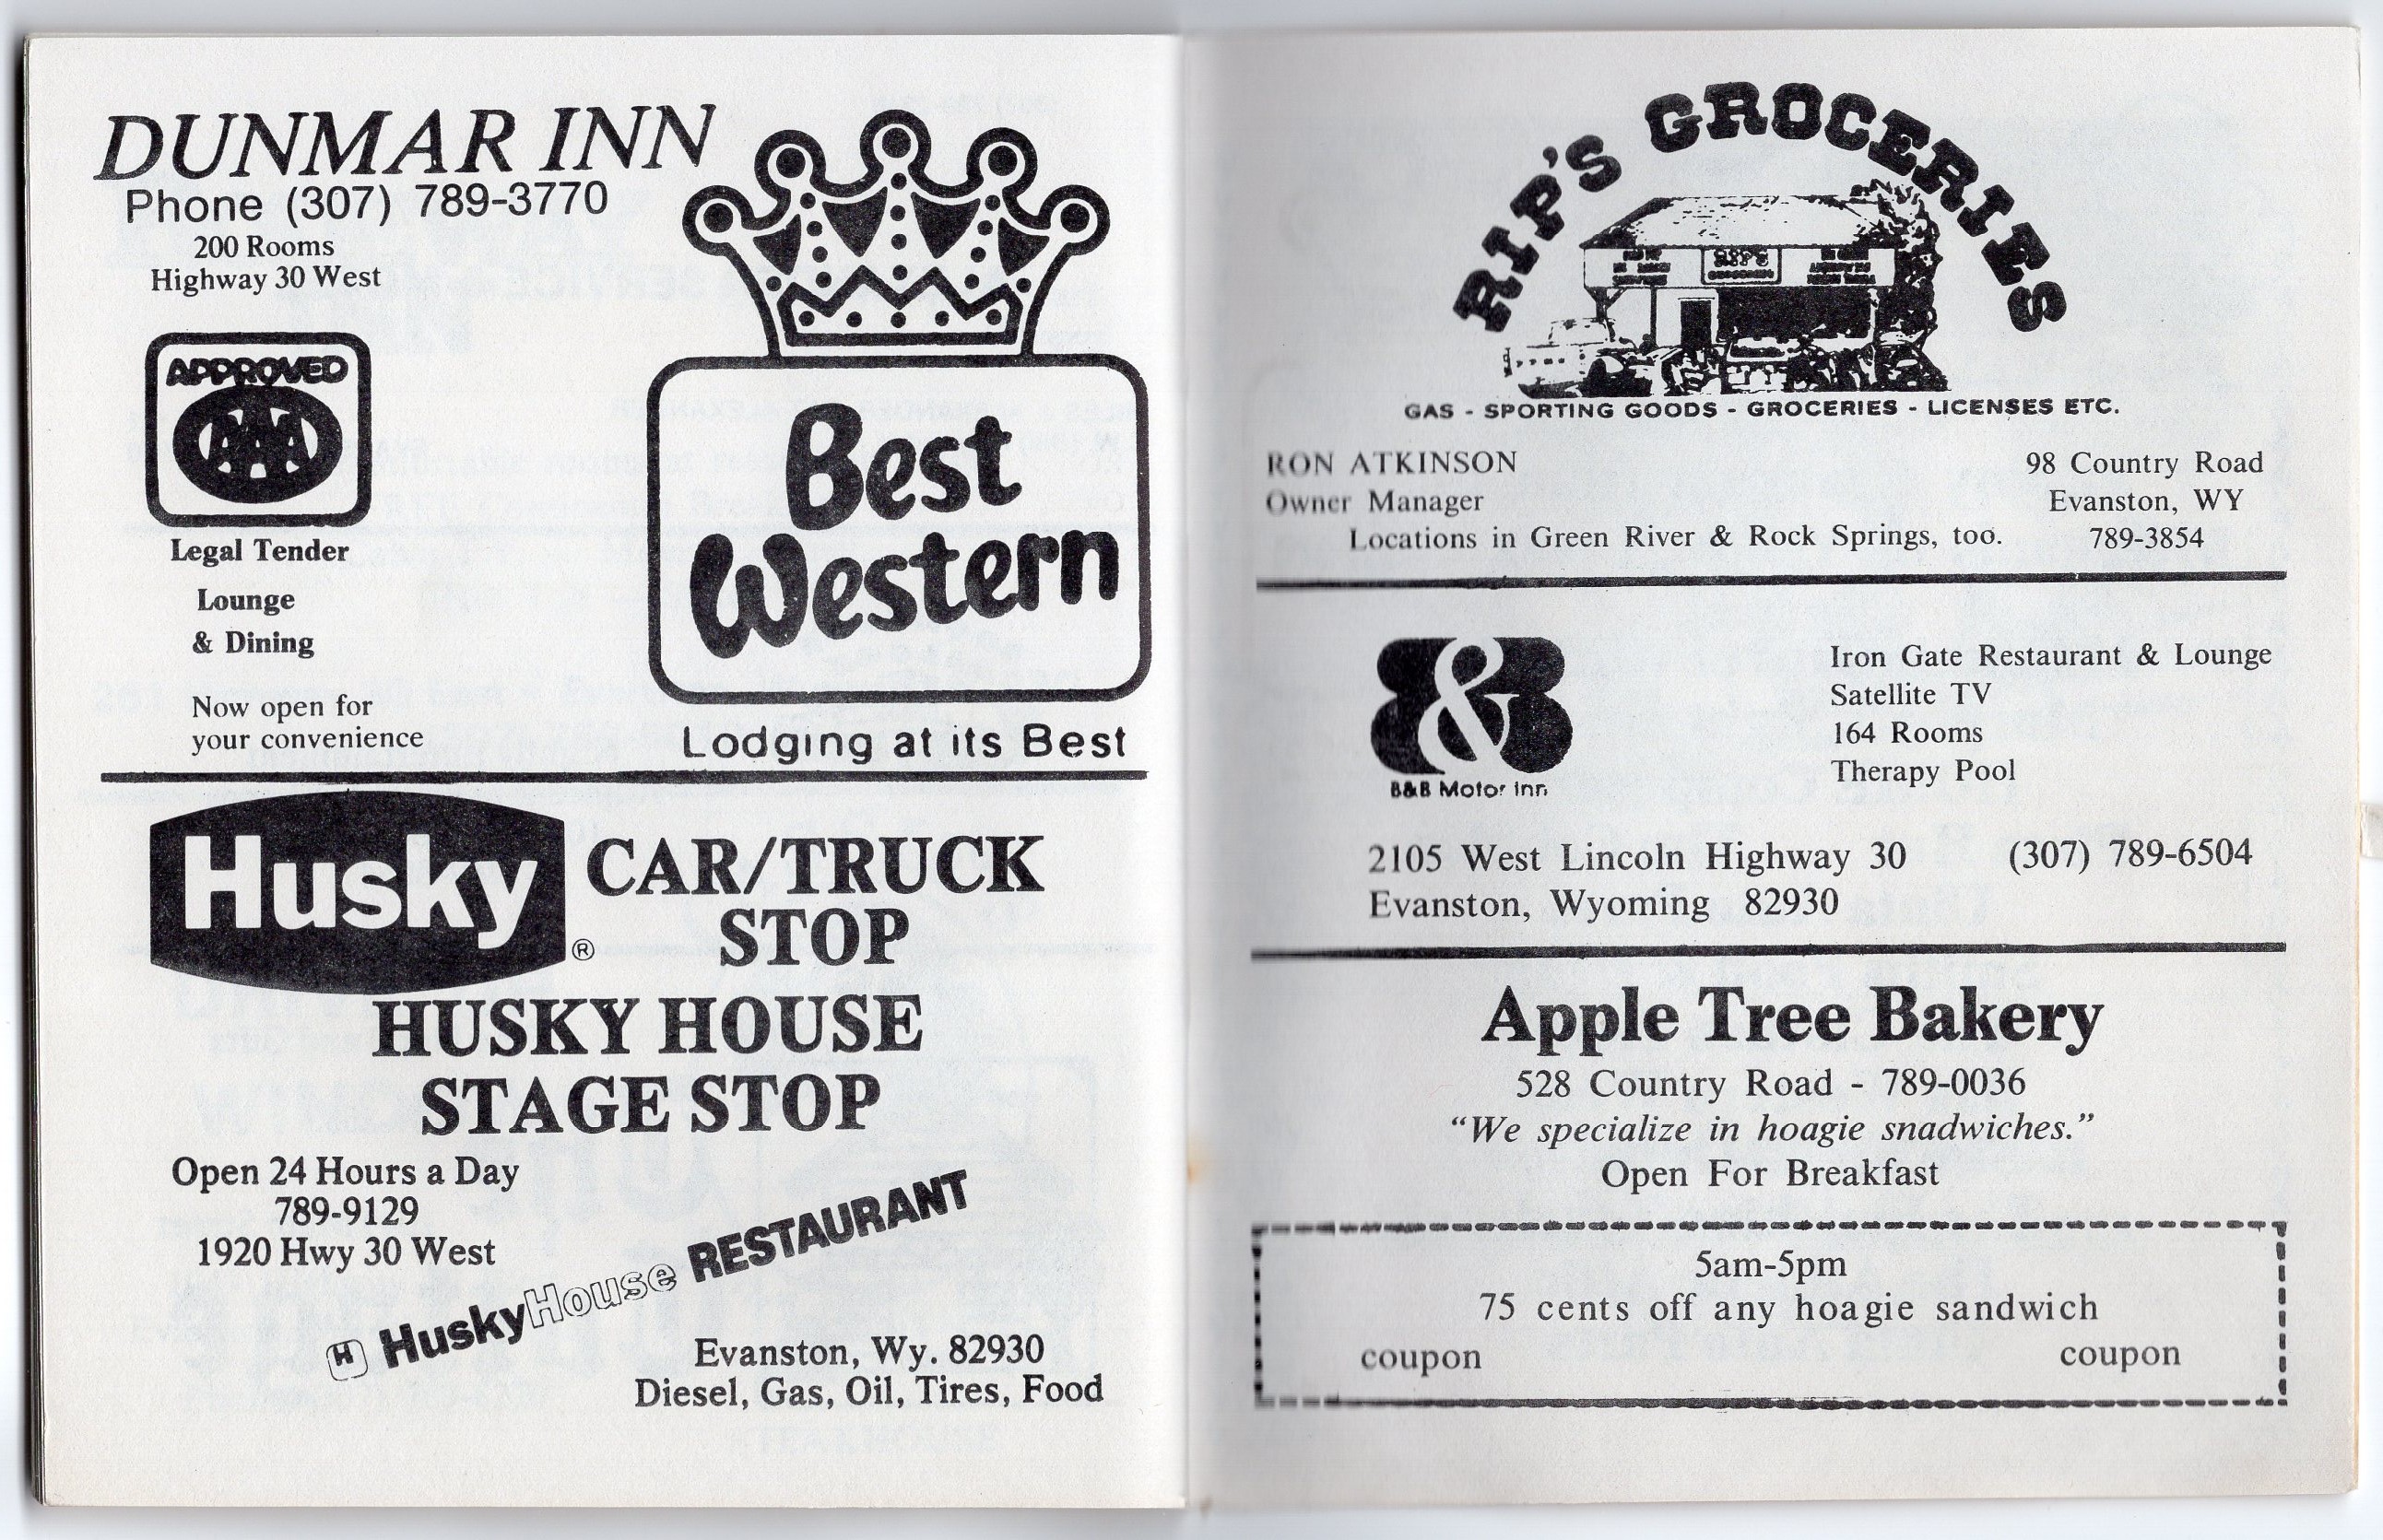 DUNMAR INN
Phone (307) 789-3770
200 Rooms
Highway 30 West
APPROVED
AAA
Legal Tender
Lounge
& Dining
Now open for
your convenience
Best
Western
Lodging at its Best
Husky®
CAR/TRUCK
STOP
HUSKY HOUSE
STAGE STOP
Open 24 Hours a Day
789-9129
1920 Hwy 30 West
H HuskyHouse RESTAURANT
Evanston, Wy. 82930
Diesel, Gas, Oil, Tires, Food
RIP'S GROCERIES
RIP'S
GAS - SPORTING GOODS - GROCERIES - LICENSES ETC.
RON ATKINSON
Owner Manager
Locations in Green River & Rock Springs, too.
98 Country Road
Evanston, WY
789-3854
B&B
B&B Motor Inn
Iron Gate Restaurant & Lounge
Satellite TV
164 Rooms
Therapy Pool
2105 West Lincoln Highway 30 (307) 789-6504
Evanston, Wyoming 82930
Apple Tree Bakery
528 Country Road - 789-0036
“We specialize in hoagie snadwiches.”
Open For Breakfast
5am-5pm
75 cents off any hoagie sandwich
coupon coupon